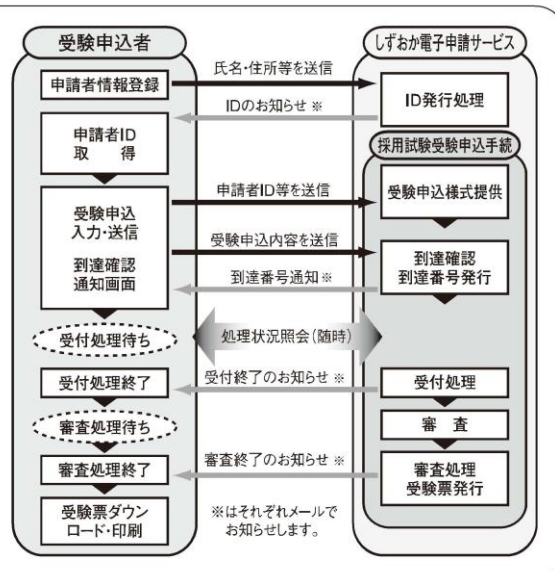 受験申込者
しずおか電子申請サービス
申請者情報登録
氏名・住所等を送信
ID発行処理
IDのお知らせ ※
申請者ID
取　得
採用試験受験申込手続
申請者ID等を送信
受験申込様式提供
受験申込
入力・送信
到達確認
通知画面
受験申込内容を送信
到達確認
到達番号発行
到達番号通知 ※
受付処理待ち
処理状況照会（随時）
受付処理終了
受付終了のお知らせ ※
受付処理
審査処理待ち
審　査
審査処理終了
審査終了のお知らせ ※
審査処理
受験票発行
受験票ダウン
ロード・印刷
※はそれぞれメールで
お知らせします。